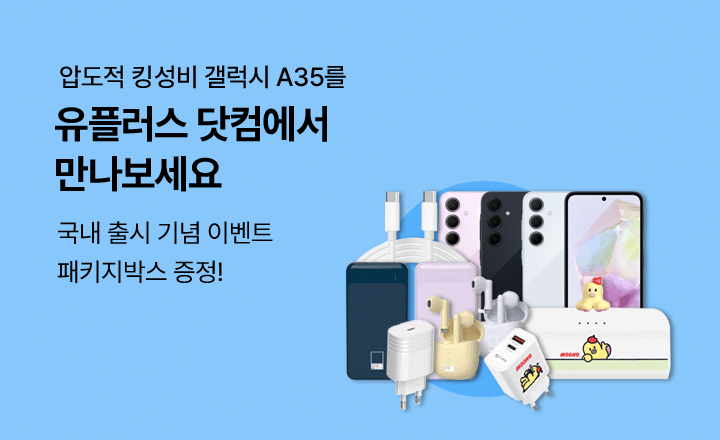 압도적 킹성비 갤럭시 A35를
유플러스 닷컴에서
만나보세요
국내 출시 기념 이벤트
패키지박스 증정!
MOONO
MOONO